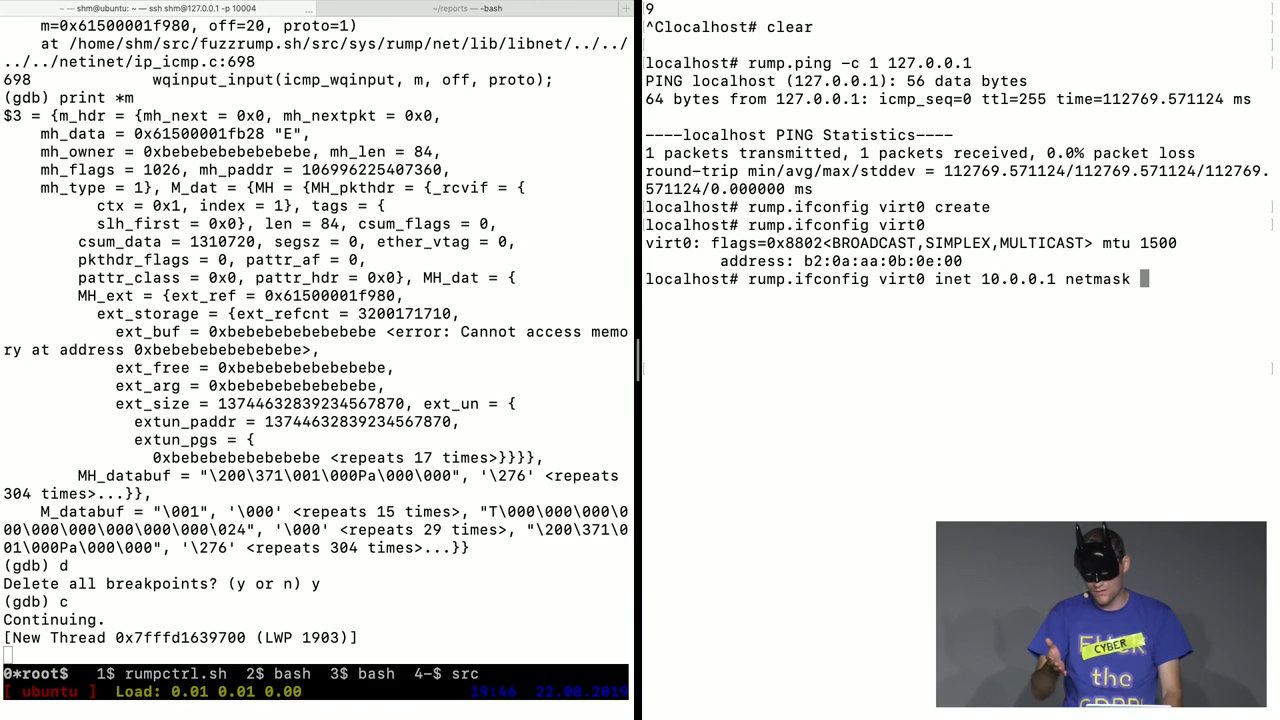 ~ — shm@ubuntu: ~ — ssh shm@127.0.0.1 -p 10004
...
~/reports — -bash
+
m=0x61500001f980, off=20, proto=1)
at /home/shm/src/fuzzrump.sh/src/sys/rump/net/lib/libnet/../../
../../netinet/ip_icmp.c:698
698 wqinput_input(icmp_wqinput, m, off, proto);
(gdb) print *m
$3 = {m_hdr = {mh_next = 0x0, mh_nextpkt = 0x0,
mh_data = 0x61500001fb28 "E",
mh_owner = 0xbebebebebebebebe, mh_len = 84,
mh_flags = 1026, mh_paddr = 106996225407360,
mh_type = 1}, M_dat = {MH = {MH_pkthdr = {_rcvif = {
ctx = 0x1, index = 1}, tags = {
slh_first = 0x0}, len = 84, csum_flags = 0,
csum_data = 1310720, segsz = 0, ether_vtag = 0,
pkthdr_flags = 0, pattr_af = 0,
pattr_class = 0x0, pattr_hdr = 0x0}, MH_dat = {
MH_ext = {ext_ref = 0x61500001f980,
ext_storage = {ext_refcnt = 3200171710,
ext_buf = 0xbebebebebebebebe <error: Cannot access memo
ry at address 0xbebebebebebebebe>,
ext_free = 0xbebebebebebebebe,
ext_arg = 0xbebebebebebebebe,
ext_size = 13744632839234567870, ext_un = {
extun_paddr = 13744632839234567870,
extun_pgs = {
0xbebebebebebebebe <repeats 17 times>}}}},
MH_databuf = "\200\371\001\000Pa\000\000", '\276' <repeats
304 times>...}},
M_databuf = "\001", '\000' <repeats 15 times>, "T\000\000\000\0
00\000\000\000\000\000\000\024", '\000' <repeats 29 times>, "\200\371\0
01\000Pa\000\000", '\276' <repeats 304 times>...}}
(gdb) d
Delete all breakpoints? (y or n) y
(gdb) c
Continuing.
[New Thread 0x7fffd1639700 (LWP 1903)]
0*root$ 1$ rumpctrl.sh 2$ bash 3$ bash 4-$ src
[ ubuntu ] Load: 0.01 0.01 0.00 19:46 22.08.2019
9
^Clocalhost# clear
localhost# rump.ping -c 1 127.0.0.1
PING localhost (127.0.0.1): 56 data bytes
64 bytes from 127.0.0.1: icmp_seq=0 ttl=255 time=112769.571124 ms
----localhost PING Statistics----
1 packets transmitted, 1 packets received, 0.0% packet loss
round-trip min/avg/max/stddev = 112769.571124/112769.571124/112769.
571124/0.000000 ms
localhost# rump.ifconfig virt0 create
localhost# rump.ifconfig virt0
virt0: flags=0x8802<BROADCAST,SIMPLEX,MULTICAST> mtu 1500
address: b2:0a:aa:0b:0e:00
localhost# rump.ifconfig virt0 inet 10.0.0.1 netmask
CYBER
the